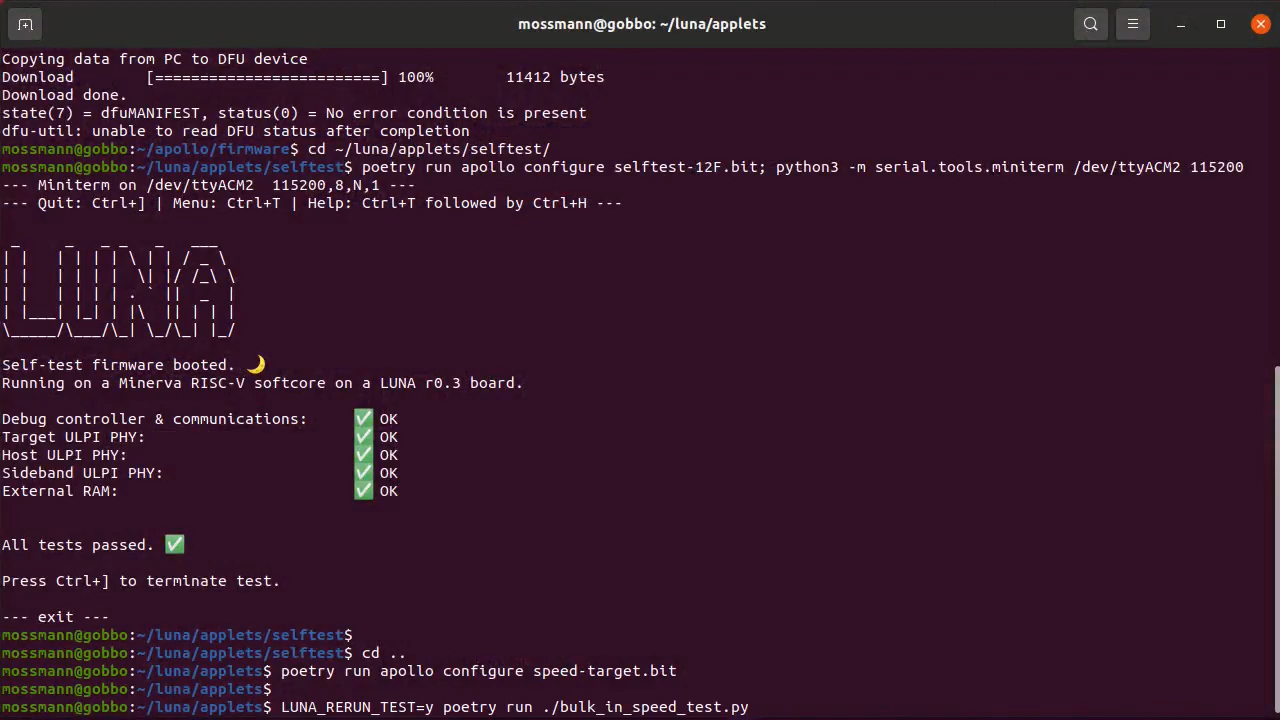 mossmann@gobbo: ~/luna/applets
Copying data from PC to DFU device
Download        [=========================] 100%        11412 bytes
Download done.
state(7) = dfuMANIFEST, status(0) = No error condition is present
dfu-util: unable to read DFU status after completion
mossmann@gobbo:~/apollo/firmware$ cd ~/luna/applets/selftest/
mossmann@gobbo:~/luna/applets/selftest$ poetry run apollo configure selftest-12F.bit; python3 -m serial.tools.miniterm /dev/ttyACM2 115200
--- Miniterm on /dev/ttyACM2  115200,8,N,1 ---
--- Quit: Ctrl+] | Menu: Ctrl+T | Help: Ctrl+T followed by Ctrl+H ---
 _     _   _ _   _   ___
| |   | | | | \ | | / _ \
| |   | | | |  \| |/ /_\ \
| |   | | | | . ` ||  _  |
| |___| |_| | |\  || | | |
\_____/\___/\_| \_/\_| |_/
Self-test firmware booted. 🌙
Running on a Minerva RISC-V softcore on a LUNA r0.3 board.
Debug controller & communications:     ✅ OK
Target ULPI PHY:                       ✅ OK
Host ULPI PHY:                         ✅ OK
Sideband ULPI PHY:                     ✅ OK
External RAM:                          ✅ OK
All tests passed. ✅
Press Ctrl+] to terminate test.
--- exit ---
mossmann@gobbo:~/luna/applets/selftest$
mossmann@gobbo:~/luna/applets/selftest$ cd ..
mossmann@gobbo:~/luna/applets$ poetry run apollo configure speed-target.bit
mossmann@gobbo:~/luna/applets$
mossmann@gobbo:~/luna/applets$ LUNA_RERUN_TEST=y poetry run ./bulk_in_speed_test.py